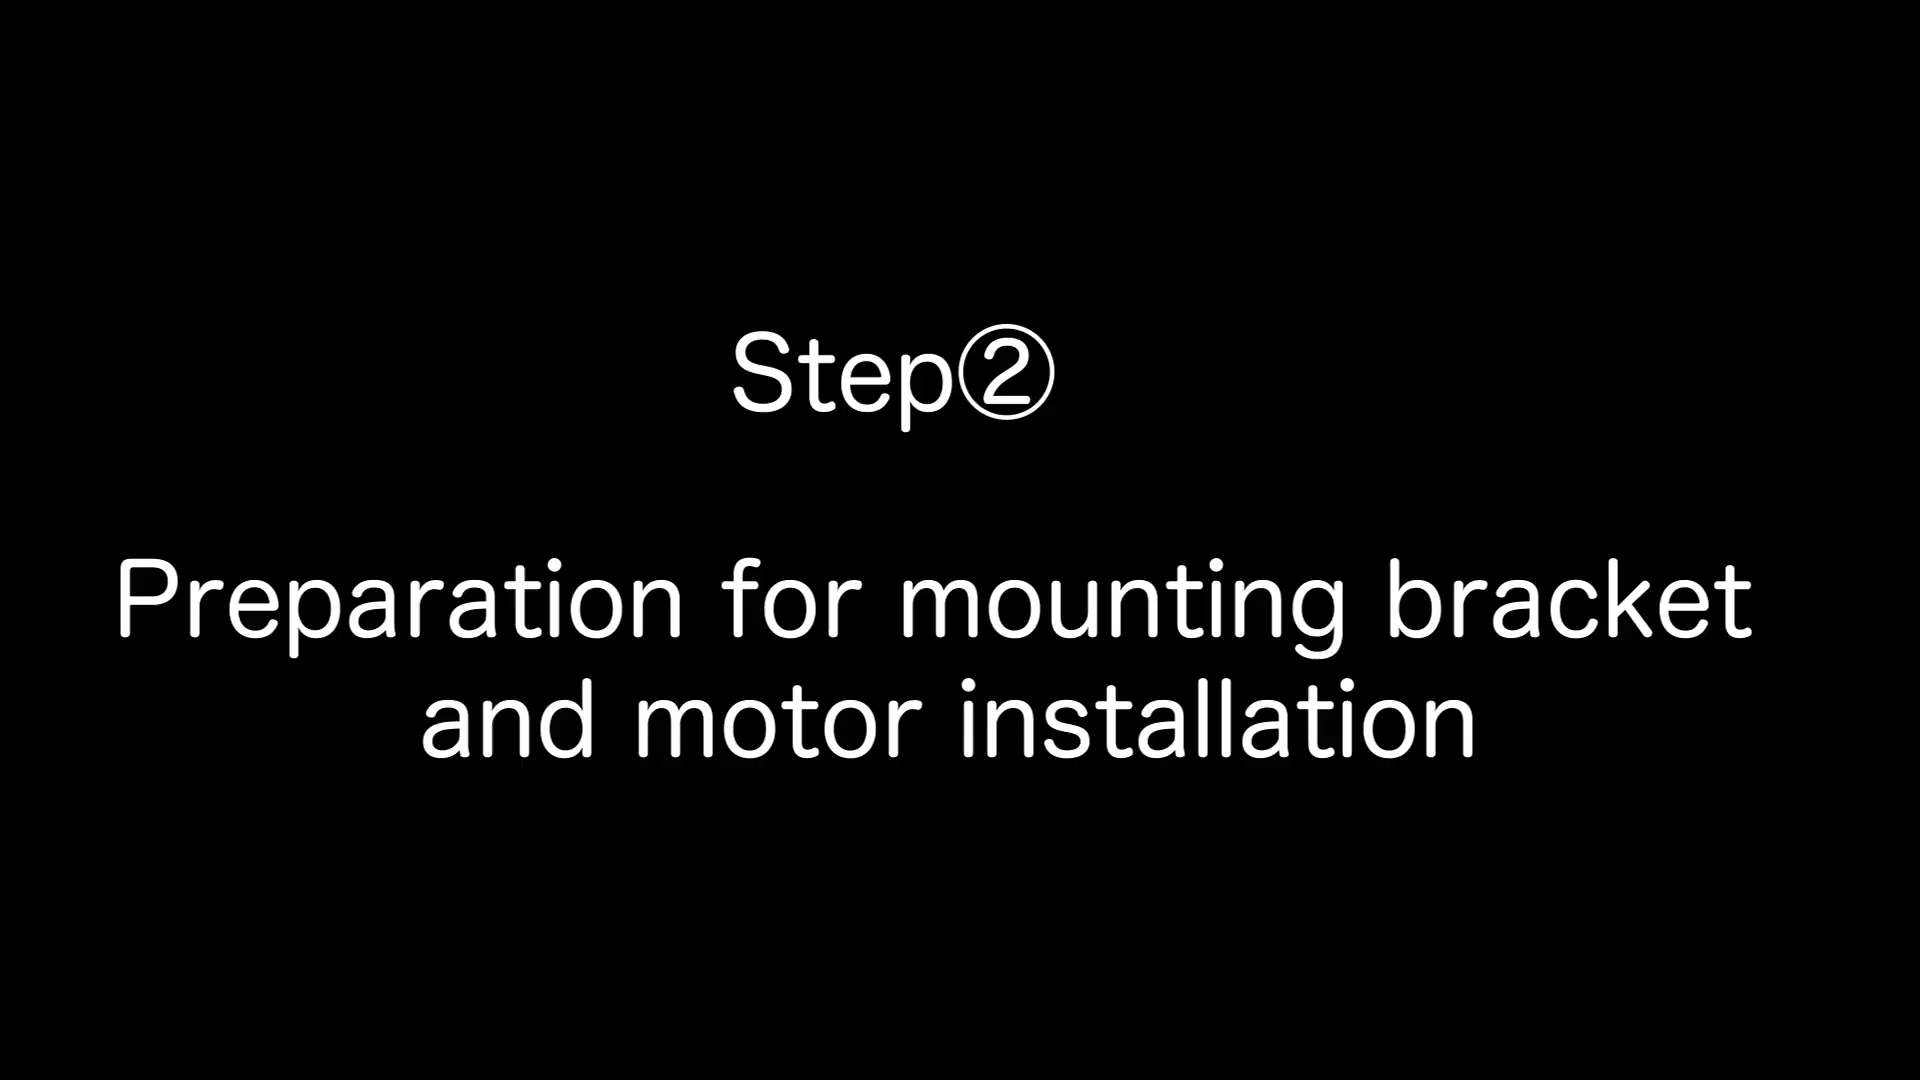 Step②
Preparation for mounting bracket
and motor installation